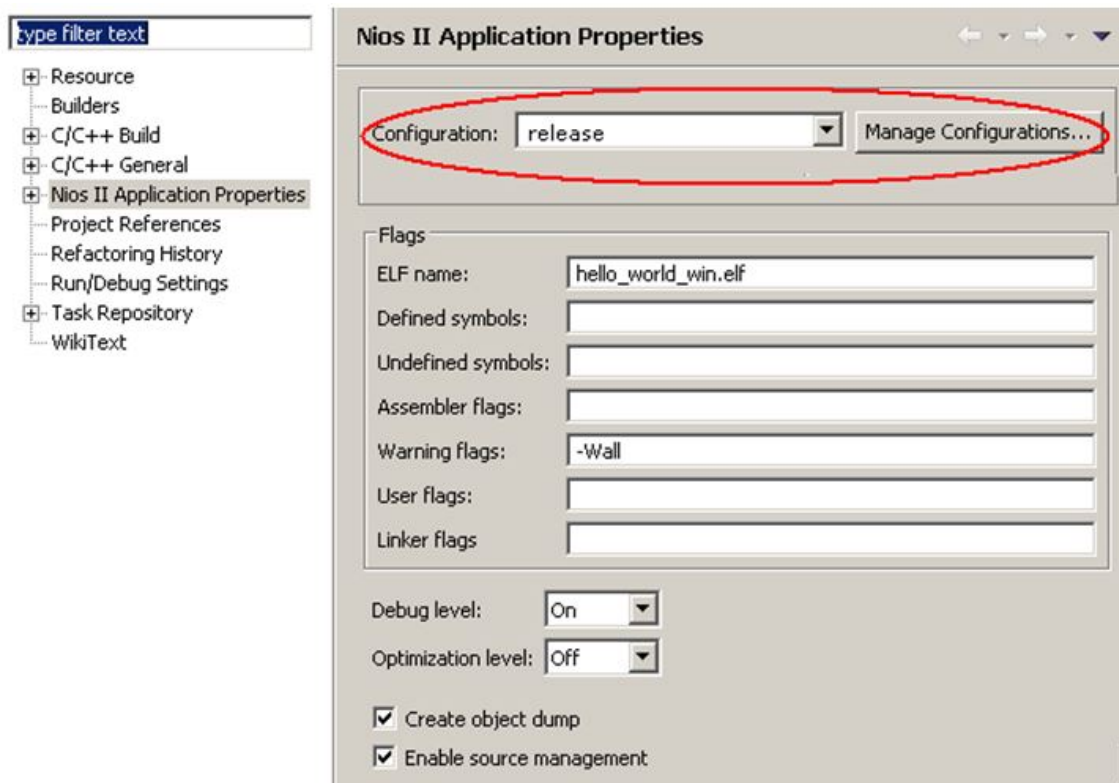 type filter text
Resource
Builders
C/C++ Build
C/C++ General
Nios II Application Properties
Project References
Refactoring History
Run/Debug Settings
Task Repository
WikiText
Nios II Application Properties
Configuration: release Manage Configurations...
Flags
ELF name: hello_world_win.elf
Defined symbols:
Undefined symbols:
Assembler flags:
Warning flags: -Wall
User flags:
Linker flags
Debug level: On
Optimization level: Off
Create object dump
Enable source management